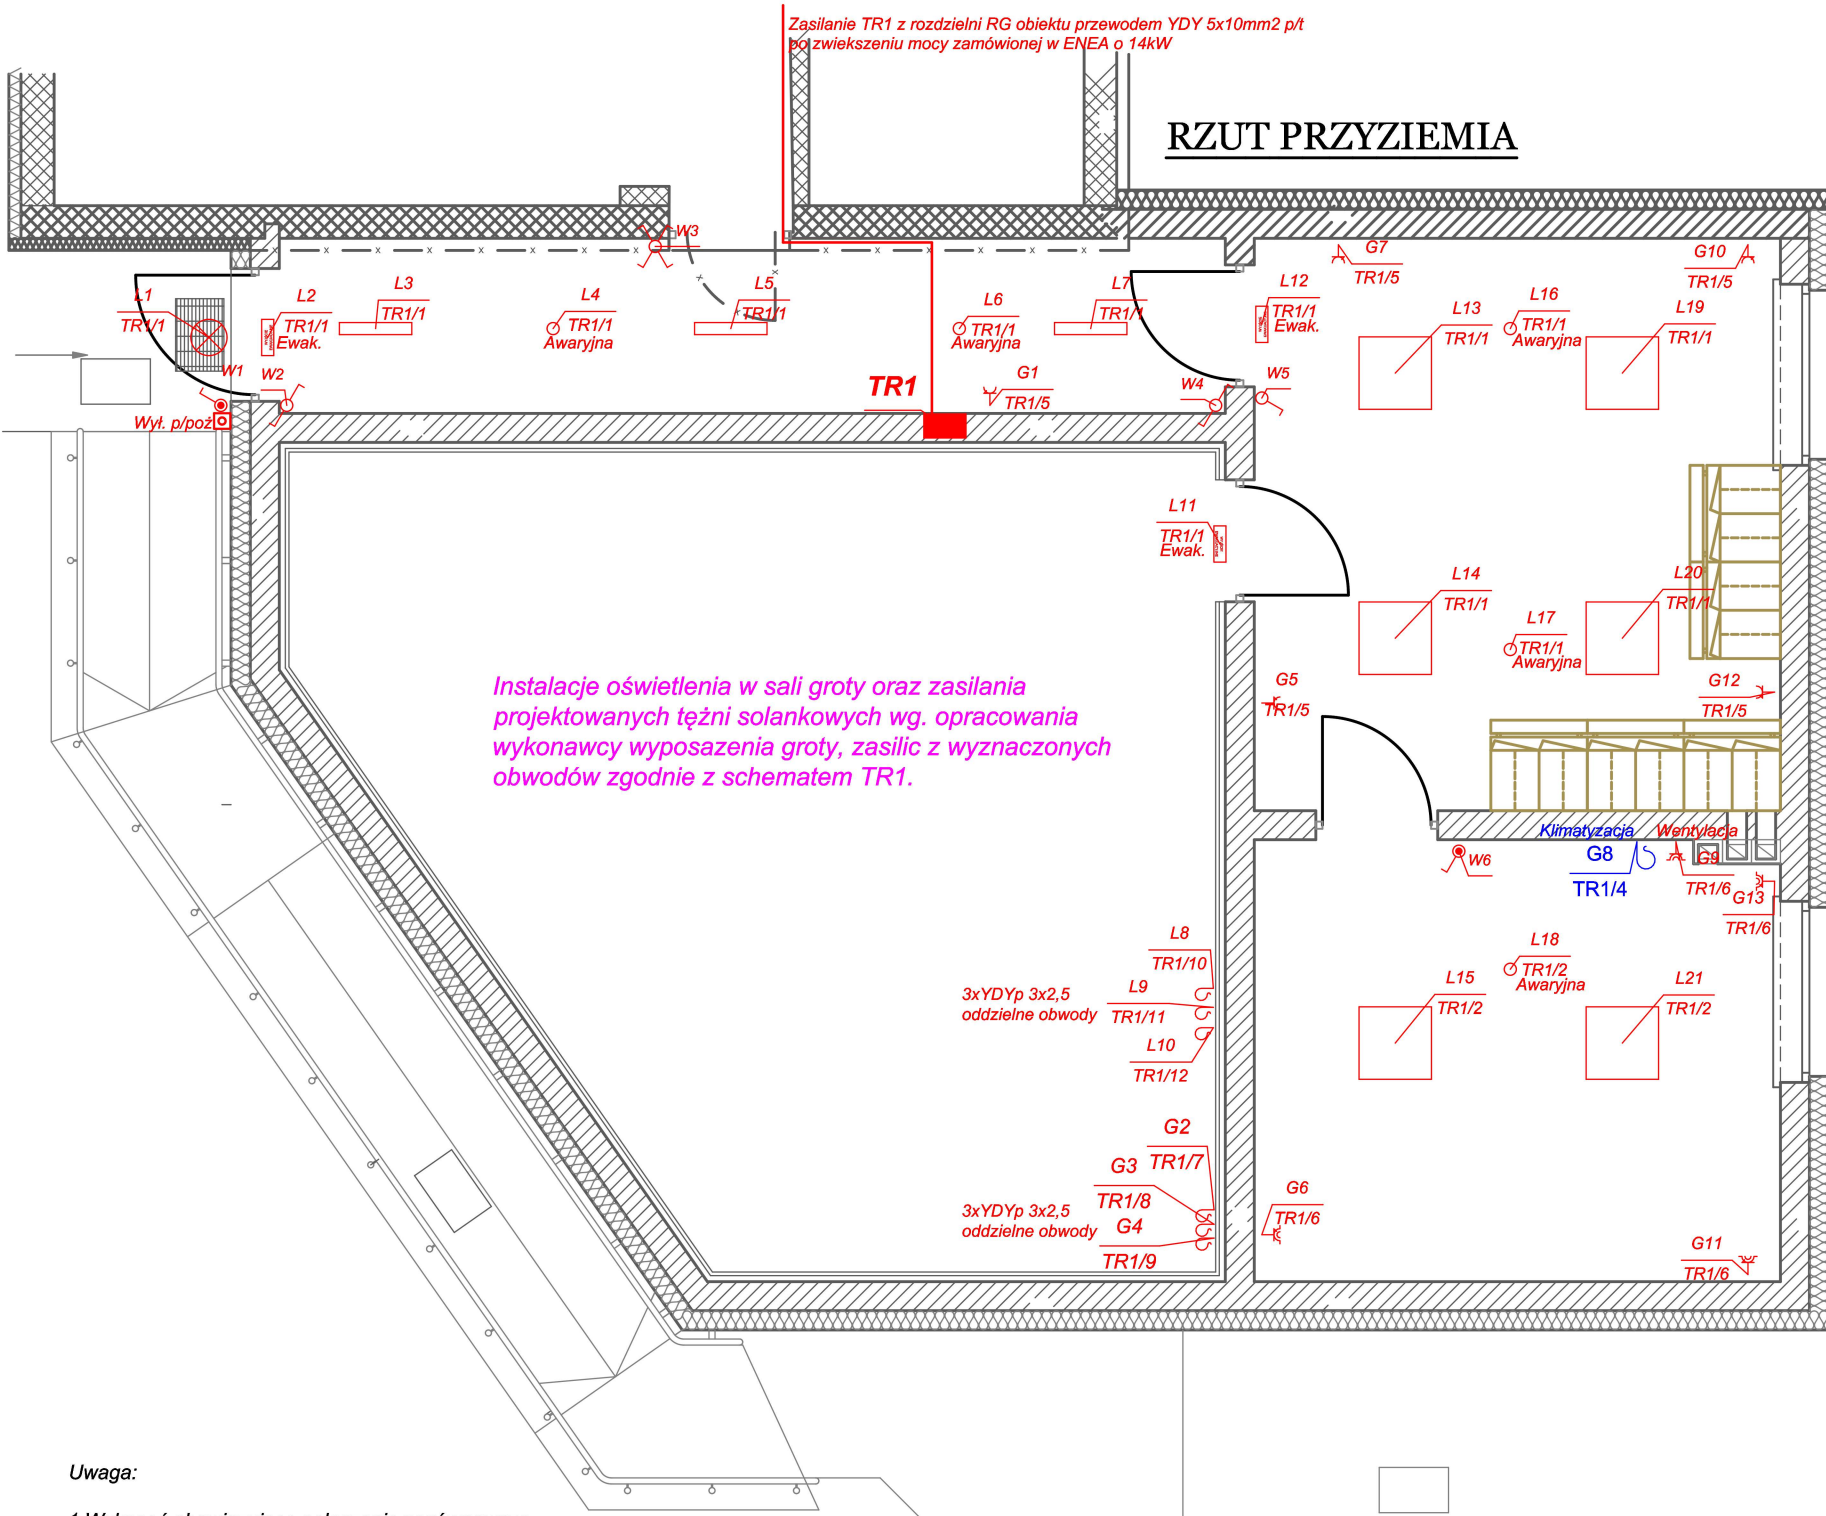 Zasilanie TR1 z rozdzielni RG obiektu przewodem YDY 5x10mm2 p/t
po zwiekszeniu mocy zamówionej w ENEA o 14kW
RZUT PRZYZIEMIA
W3
L1
TR1/1
L2
TR1/1
Ewak.
L3
TR1/1
L4
TR1/1
Awaryjna
L5
TR1/1
L6
TR1/1
Awaryjna
L7
TR1/1
L12
TR1/1
Ewak.
G7
TR1/5
G10
TR1/5
L13
TR1/1
L16
TR1/1
Awaryjna
L19
TR1/1
W1
W2
Wył. p/poż
TR1
G1
TR1/5
W4
W5
L11
TR1/1
Ewak.
L14
TR1/1
L20
TR1/1
L17
TR1/1
Awaryjna
G5
TR1/5
G12
TR1/5
Instalacje oświetlenia w sali groty oraz zasilania
projektowanych tężni solankowych wg. opracowania
wykonawcy wyposazenia groty, zasilic z wyznaczonych
obwodów zgodnie z schematem TR1.
Klimatyzacja
G8
TR1/4
Wentylacja
G9
TR1/6
W6
G13
TR1/6
L8
TR1/10
L9
TR1/11
3xYDYp 3x2,5
oddzielne obwody
L10
TR1/12
L18
TR1/2
Awaryjna
L15
TR1/2
L21
TR1/2
G2
TR1/7
G3
TR1/8
3xYDYp 3x2,5
oddzielne obwody
G4
TR1/9
G6
TR1/6
G11
TR1/6
Uwaga: